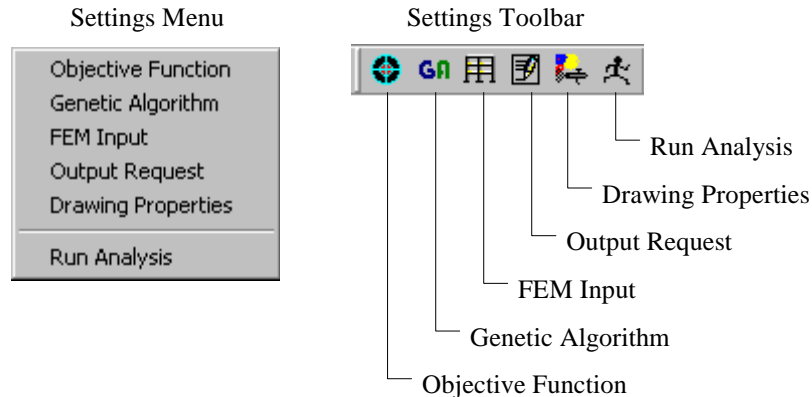 Settings Menu
Objective Function
Genetic Algorithm
FEM Input
Output Request
Drawing Properties
Run Analysis
Settings Toolbar
GA
Run Analysis
Drawing Properties
Output Request
FEM Input
Genetic Algorithm
Objective Function